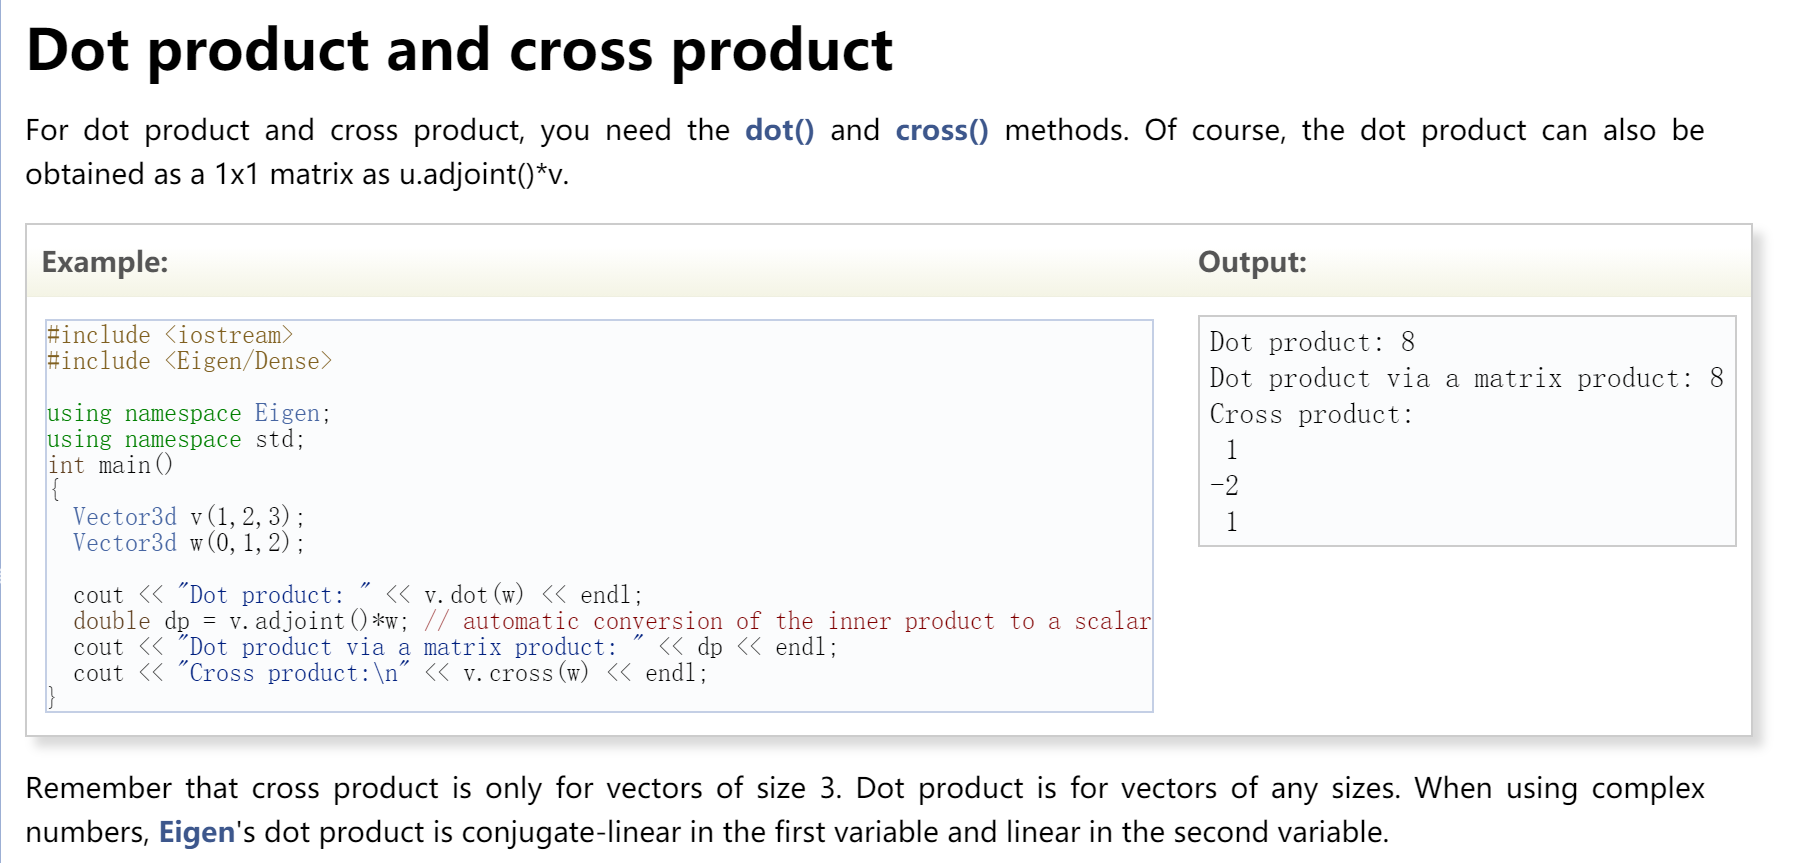 Dot product and cross product
For dot product and cross product, you need the dot() and cross() methods. Of course, the dot product can also be
obtained as a 1x1 matrix as u.adjoint()*v.
Example:
#include <iostream>
#include <Eigen/Dense>
using namespace Eigen;
using namespace std;
int main()
{
  Vector3d v(1,2,3);
  Vector3d w(0,1,2);
  cout << "Dot product: " << v.dot(w) << endl;
  double dp = v.adjoint()*w; // automatic conversion of the inner product to a scalar
  cout << "Dot product via a matrix product: " << dp << endl;
  cout << "Cross product:\n" << v.cross(w) << endl;
}
Output:
Dot product: 8
Dot product via a matrix product: 8
Cross product:
 1
-2
 1
Remember that cross product is only for vectors of size 3. Dot product is for vectors of any sizes. When using complex
numbers, Eigen's dot product is conjugate-linear in the first variable and linear in the second variable.